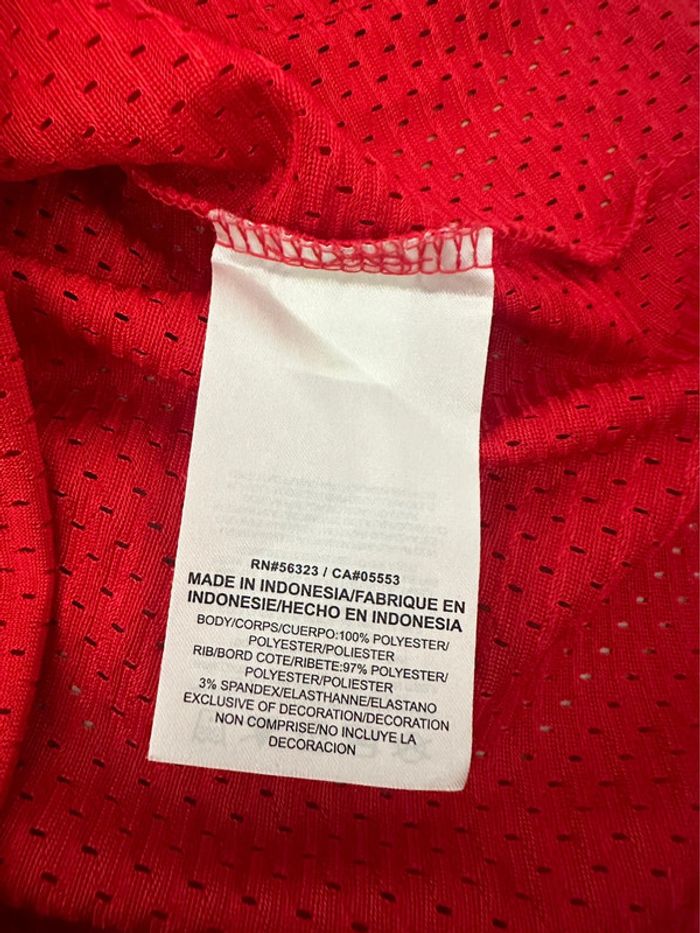 RN#56323 / CA#05553
MADE IN INDONESIA/FABRIQUE EN
INDONESIE/HECHO EN INDONESIA
BODY/CORPS/CUERPO:100% POLYESTER/
POLYESTER/POLIESTER
RIB/BORD COTE/RIBETE:97% POLYESTER/
POLYESTER/POLIESTER
3% SPANDEX/ELASTHANNE/ELASTANO
EXCLUSIVE OF DECORATION/DECORATION
NON COMPRISE/NO INCLUYE LA
DECORACION